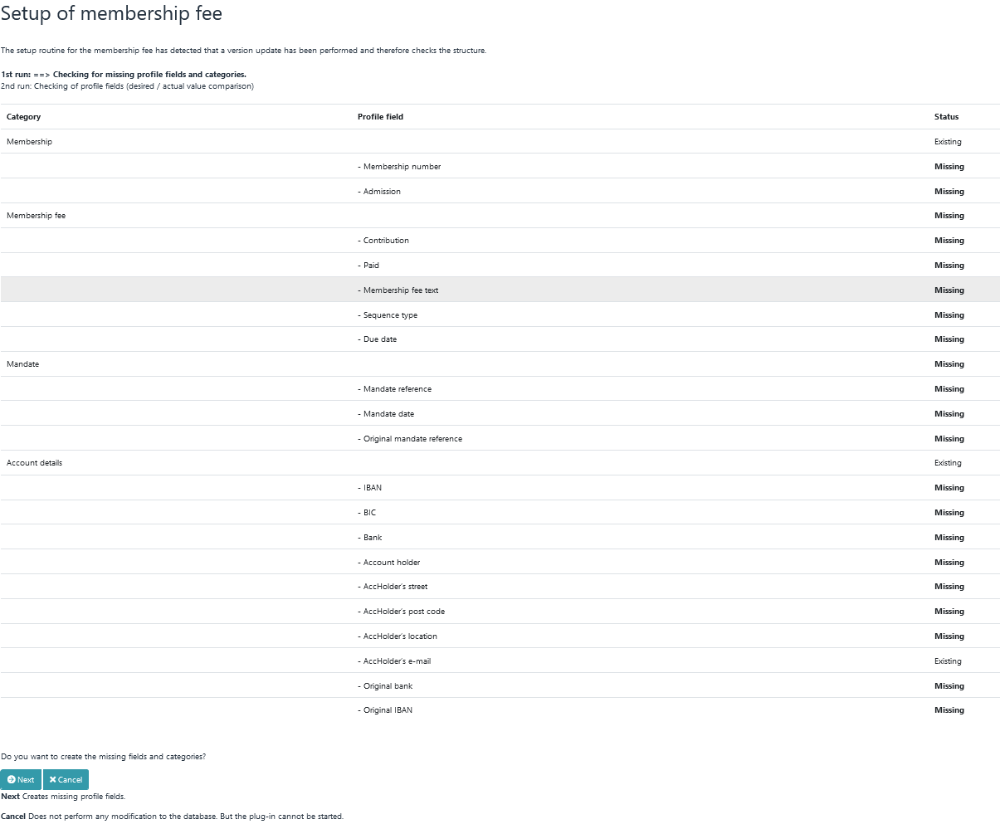 Setup of membership fee
The setup routine for the membership fee has detected that a version update has been performed and therefore checks the structure.
1st run: ==> Checking for missing profile fields and categories.
2nd run: Checking of profile fields (desired / actual value comparison)
Category Profile field Status
Membership Existing
- Membership number Missing
- Admission Missing
Membership fee Missing
- Contribution Missing
- Paid Missing
- Membership fee text Missing
- Sequence type Missing
- Due date Missing
Mandate Missing
- Mandate reference Missing
- Mandate date Missing
- Original mandate reference Missing
Account details Existing
- IBAN Missing
- BIC Missing
- Bank Missing
- Account holder Missing
- AccHolder's street Missing
- AccHolder's post code Missing
- AccHolder's location Missing
- AccHolder's e-mail Existing
- Original bank Missing
- Original IBAN Missing
Do you want to create the missing fields and categories?
Next Cancel
Next Creates missing profile fields.
Cancel Does not perform any modification to the database. But the plug-in cannot be started.